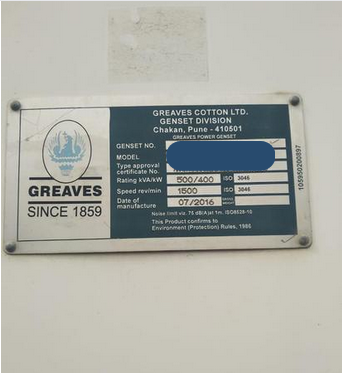 GREAVES COTTON LTD.
GENSET DIVISION
Chakan, Pune - 410501
GREAVES POWER GENSET
GENSET NO.
MODEL
Type approval
certificate No.
Rating kVA/kW 500/400 ISO 3046
Speed rev/min 1500 ISO 3046
Date of
manufacture 07/2016
Noise limit viz. 75 dB(A)at 1m. ISO8528-10
This Product confirms to
Environment (Protection) Rules, 1986
GREAVES
SINCE 1859
105950200897